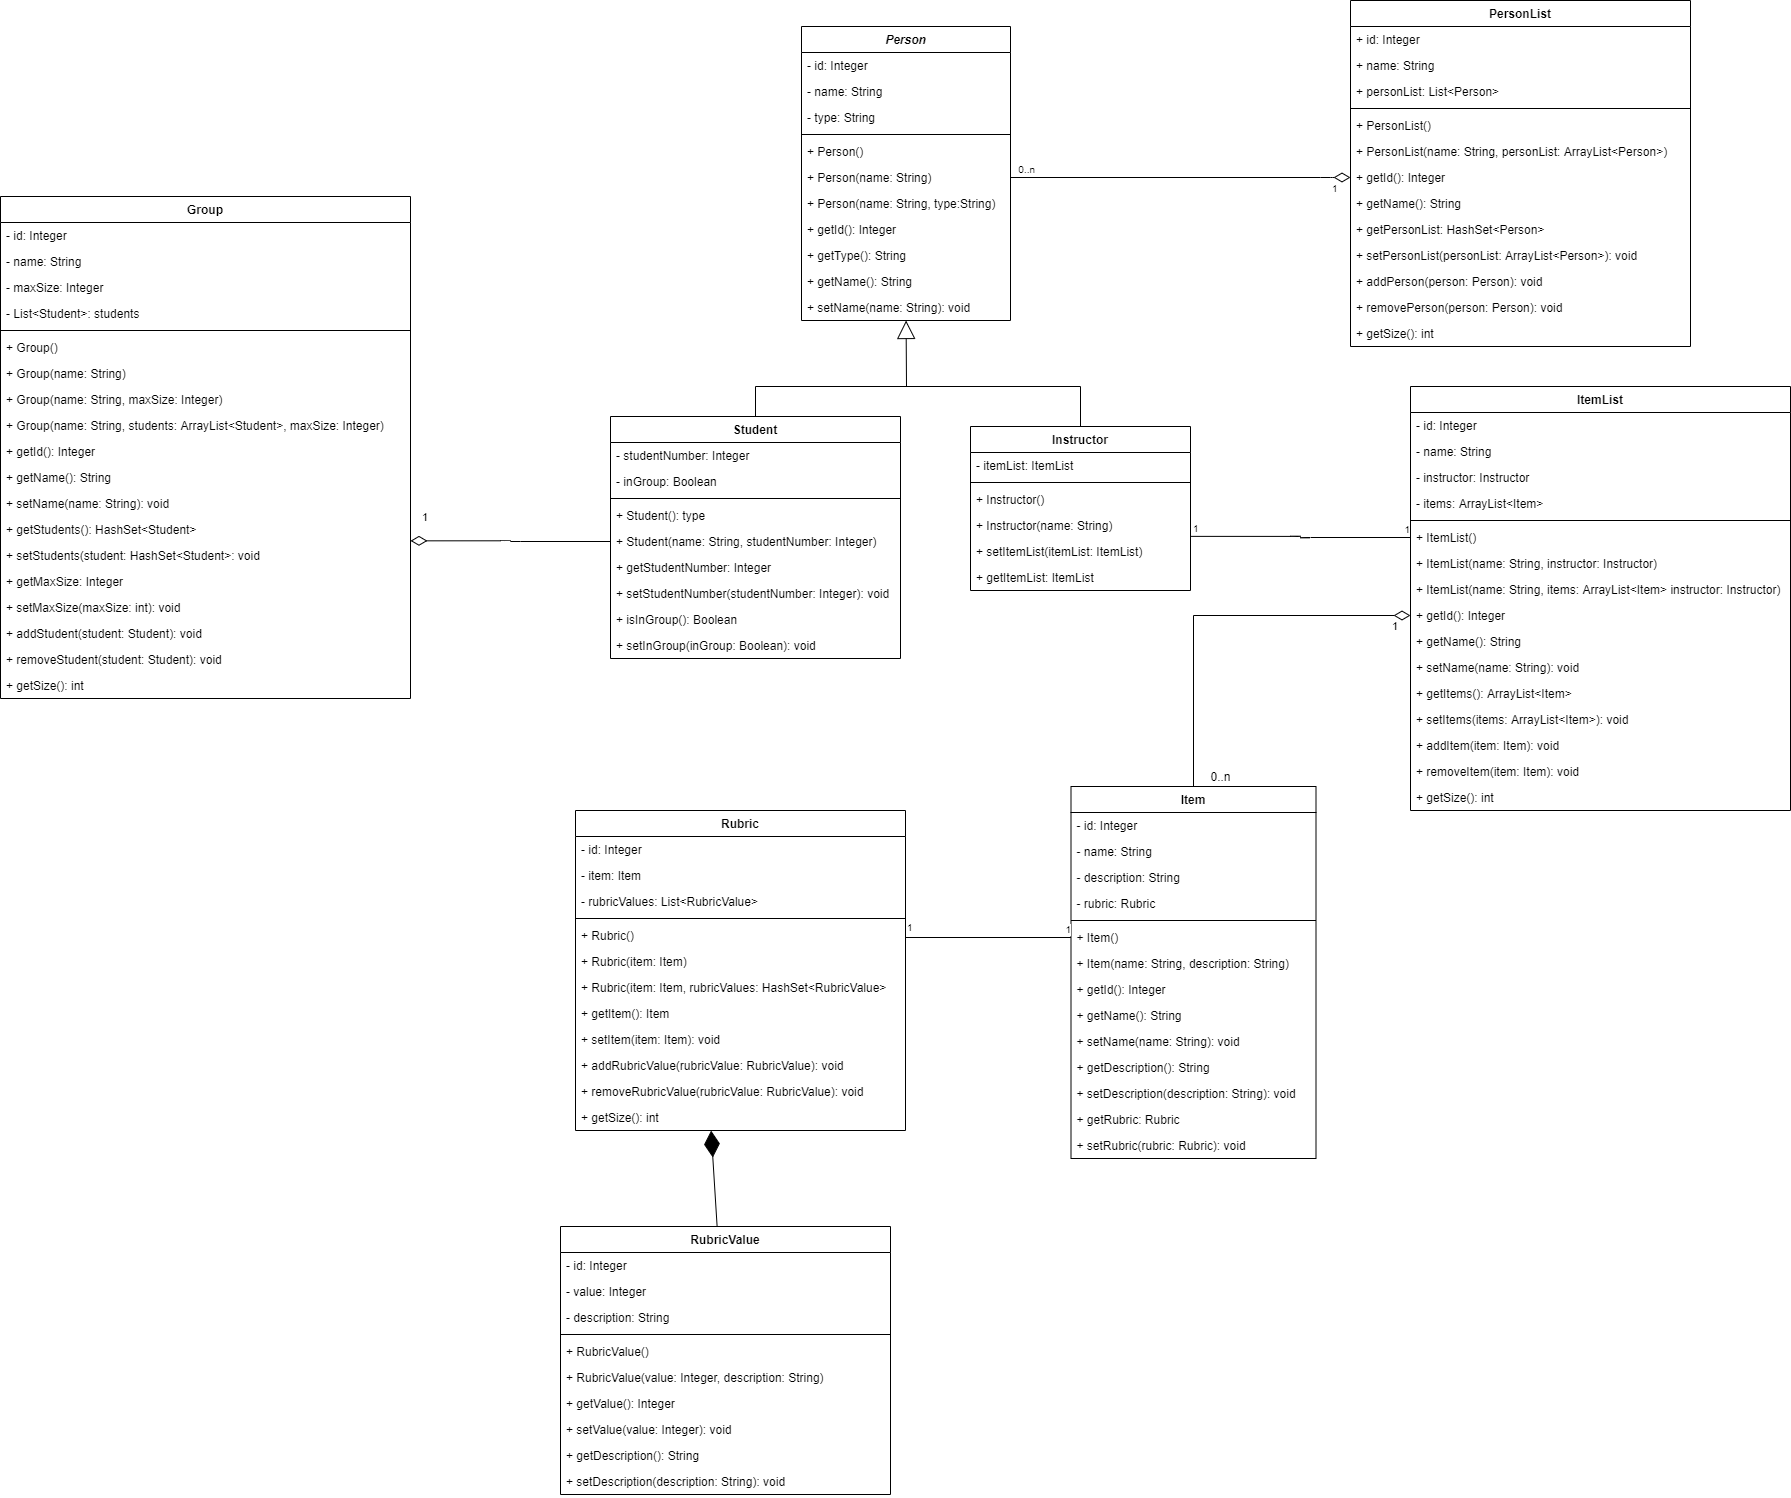 PersonList
+ id: Integer
+ name: String
+ personList: List<Person>
+ PersonList()
+ PersonList(name: String, personList: ArrayList<Person>)
+ getId(): Integer
+ getName(): String
+ getPersonList: HashSet<Person>
+ setPersonList(personList: ArrayList<Person>): void
+ addPerson(person: Person): void
+ removePerson(person: Person): void
+ getSize(): int
Person
- id: Integer
- name: String
- type: String
+ Person()
+ Person(name: String)
+ Person(name: String, type:String)
+ getId(): Integer
+ getType(): String
+ getName(): String
+ setName(name: String): void
0..n
1
Group
- id: Integer
- name: String
- maxSize: Integer
- List<Student>: students
+ Group()
+ Group(name: String)
+ Group(name: String, maxSize: Integer)
+ Group(name: String, students: ArrayList<Student>, maxSize: Integer)
+ getId(): Integer
+ getName(): String
+ setName(name: String): void
+ getStudents(): HashSet<Student>
+ setStudents(student: HashSet<Student>: void
+ getMaxSize: Integer
+ setMaxSize(maxSize: int): void
+ addStudent(student: Student): void
+ removeStudent(student: Student): void
+ getSize(): int
1
Student
- studentNumber: Integer
- inGroup: Boolean
+ Student(): type
+ Student(name: String, studentNumber: Integer)
+ getStudentNumber: Integer
+ setStudentNumber(studentNumber: Integer): void
+ isInGroup(): Boolean
+ setInGroup(inGroup: Boolean): void
Instructor
- itemList: ItemList
+ Instructor()
+ Instructor(name: String)
+ setItemList(itemList: ItemList)
+ getItemList: ItemList
1
1
ItemList
- id: Integer
- name: String
- instructor: Instructor
- items: ArrayList<Item>
+ ItemList()
+ ItemList(name: String, instructor: Instructor)
+ ItemList(name: String, items: ArrayList<Item> instructor: Instructor)
+ getId(): Integer
+ getName(): String
+ setName(name: String): void
+ getItems(): ArrayList<Item>
+ setItems(items: ArrayList<Item>): void
+ addItem(item: Item): void
+ removeItem(item: Item): void
+ getSize(): int
1
0..n
Item
- id: Integer
- name: String
- description: String
- rubric: Rubric
+ Item()
+ Item(name: String, description: String)
+ getId(): Integer
+ getName(): String
+ setName(name: String): void
+ getDescription(): String
+ setDescription(description: String): void
+ getRubric: Rubric
+ setRubric(rubric: Rubric): void
1
1
Rubric
- id: Integer
- item: Item
- rubricValues: List<RubricValue>
+ Rubric()
+ Rubric(item: Item)
+ Rubric(item: Item, rubricValues: HashSet<RubricValue>
+ getItem(): Item
+ setItem(item: Item): void
+ addRubricValue(rubricValue: RubricValue): void
+ removeRubricValue(rubricValue: RubricValue): void
+ getSize(): int
RubricValue
- id: Integer
- value: Integer
- description: String
+ RubricValue()
+ RubricValue(value: Integer, description: String)
+ getValue(): Integer
+ setValue(value: Integer): void
+ getDescription(): String
+ setDescription(description: String): void